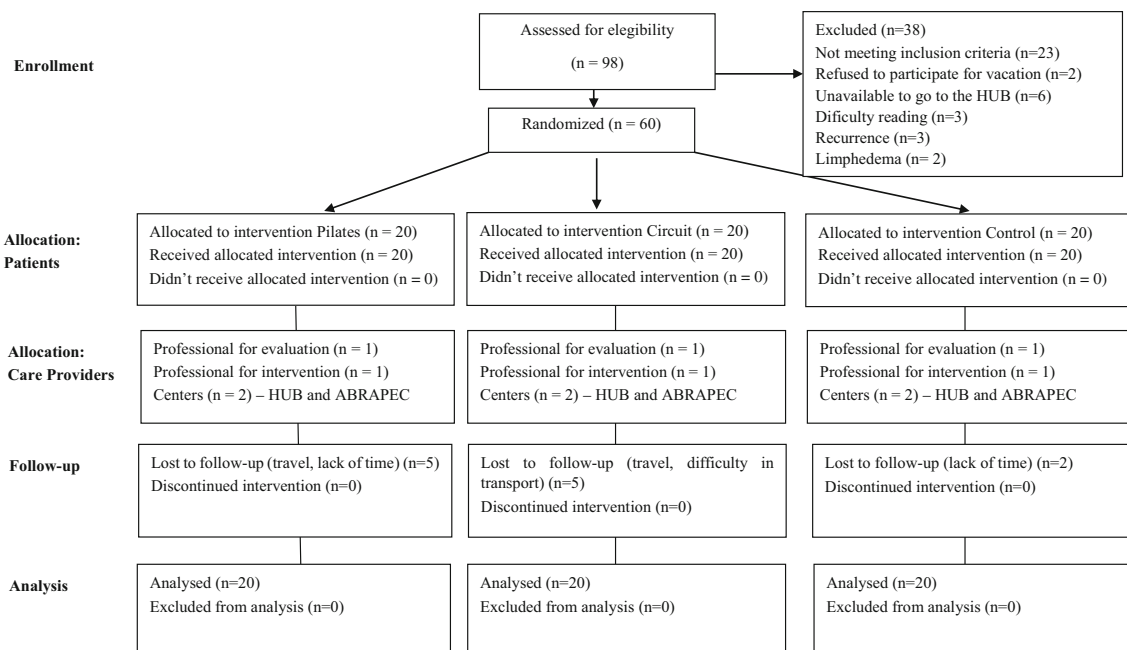 Enrollment
Assessed for elegibility
(n = 98)
Excluded (n=38)
Not meeting inclusion criteria (n=23)
Refused to participate for vacation (n=2)
Unavailable to go to the HUB (n=6)
Dificulty reading (n=3)
Recurrence (n=3)
Limphedema (n= 2)
Randomized (n = 60)
Allocation:
Patients
Allocated to intervention Pilates (n = 20)
Received allocated intervention (n = 20)
Didn't receive allocated intervention (n = 0)
Allocated to intervention Circuit (n = 20)
Received allocated intervention (n = 20)
Didn't receive allocated intervention (n = 0)
Allocated to intervention Control (n = 20)
Received allocated intervention (n = 20)
Didn't receive allocated intervention (n = 0)
Allocation:
Care Providers
Professional for evaluation (n = 1)
Professional for intervention (n = 1)
Centers (n = 2) – HUB and ABRAPEC
Professional for evaluation (n = 1)
Professional for intervention (n = 1)
Centers (n = 2) – HUB and ABRAPEC
Professional for evaluation (n = 1)
Professional for intervention (n = 1)
Centers (n = 2) – HUB and ABRAPEC
Follow-up
Lost to follow-up (travel, lack of time) (n=5)
Discontinued intervention (n=0)
Lost to follow-up (travel, difficulty in
transport) (n=5)
Discontinued intervention (n=0)
Lost to follow-up (lack of time) (n=2)
Discontinued intervention (n=0)
Analysis
Analysed (n=20)
Excluded from analysis (n=0)
Analysed (n=20)
Excluded from analysis (n=0)
Analysed (n=20)
Excluded from analysis (n=0)